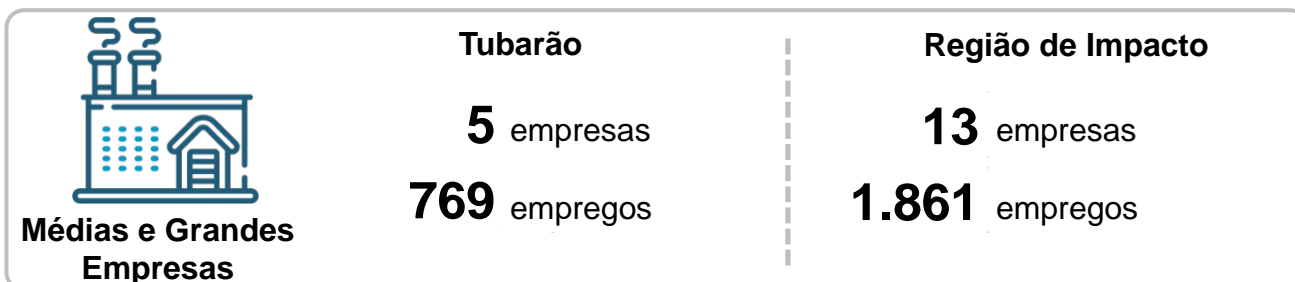 Médias e Grandes
Empresas
Tubarão
5 empresas
769 empregos
Região de Impacto
13 empresas
1.861 empregos